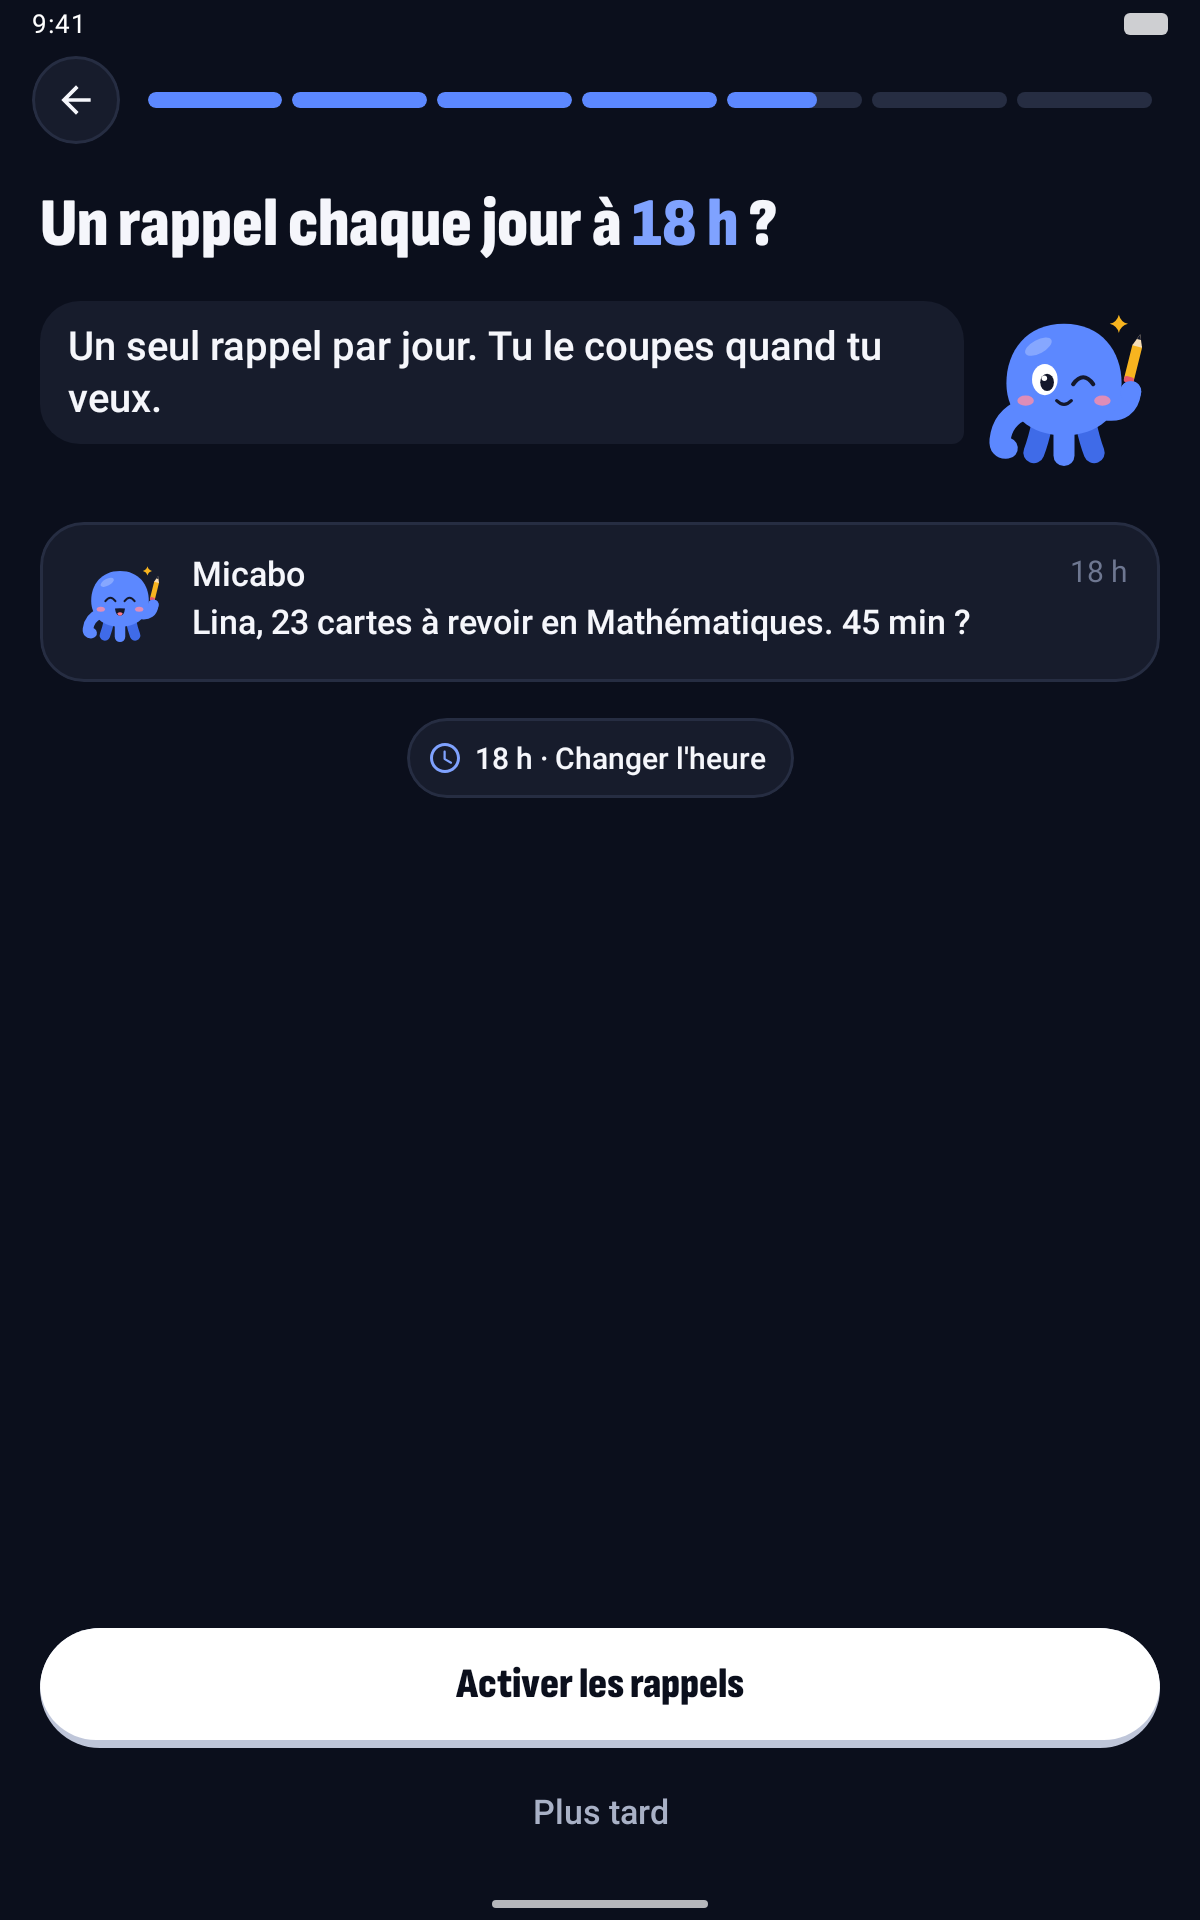 9:41
Un rappel chaque jour à 18 h ?
Un seul rappel par jour. Tu le coupes quand tu
veux.
Micabo
18 h
Lina, 23 cartes à revoir en Mathématiques. 45 min ?
18 h · Changer l'heure
Activer les rappels
Plus tard